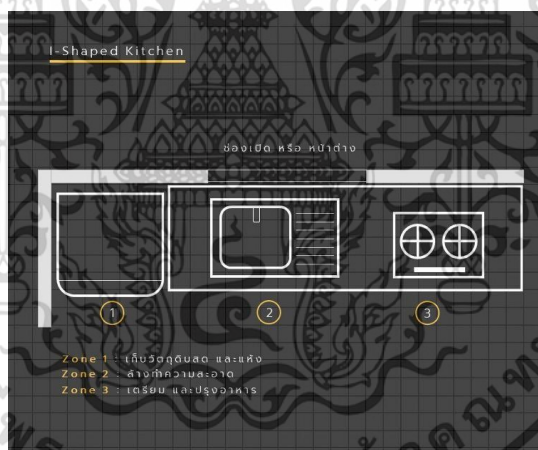 I-Shaped Kitchen
ช่องเปิด หรือ หน้าต่าง
1
2
3
Zone 1 : เก็บวัตถุดิบสด และแห้ง
Zone 2 : ล้างทำความสะอาด
Zone 3 : เตรียม และปรุงอาหาร